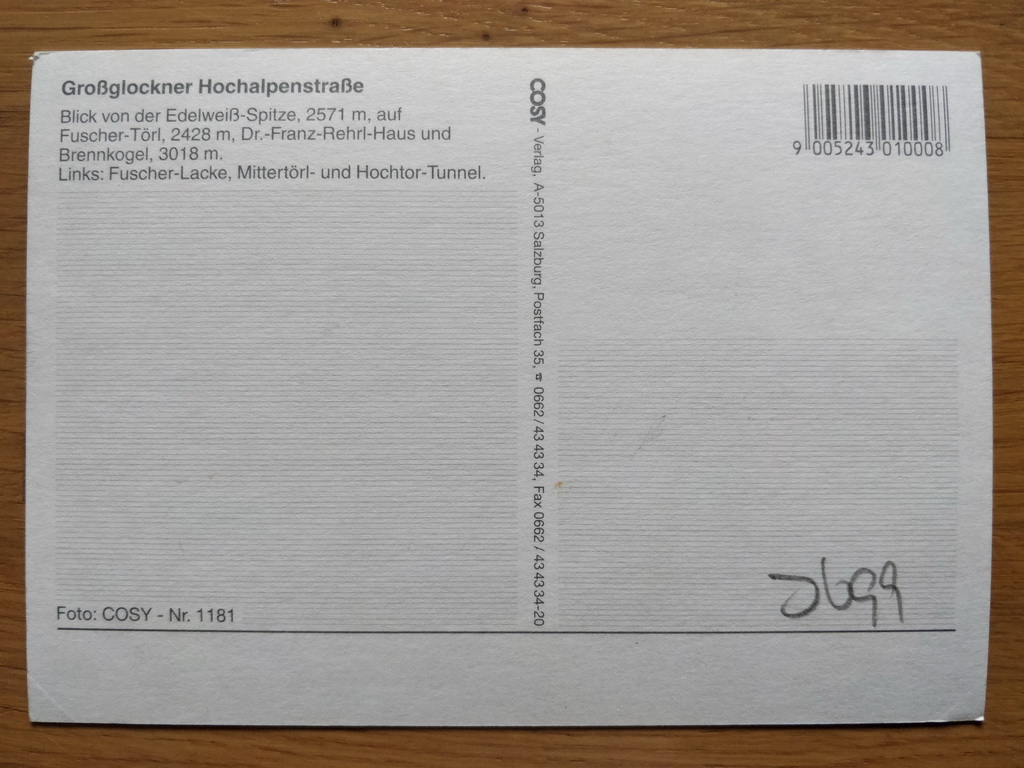 Großglockner Hochalpenstraße
Blick von der Edelweiß-Spitze, 2571 m, auf
Fuscher-Törl, 2428 m, Dr.-Franz-Rehrl-Haus und
Brennkogel, 3018 m.
Links: Fuscher-Lacke, Mittertörl- und Hochtor-Tunnel.
Foto: COSY - Nr. 1181
COSY - Verlag, A-5013 Salzburg, Postfach 35, ☎ 0662 / 43 43 34, Fax 0662 / 43 43 34-20
9 005243 010008